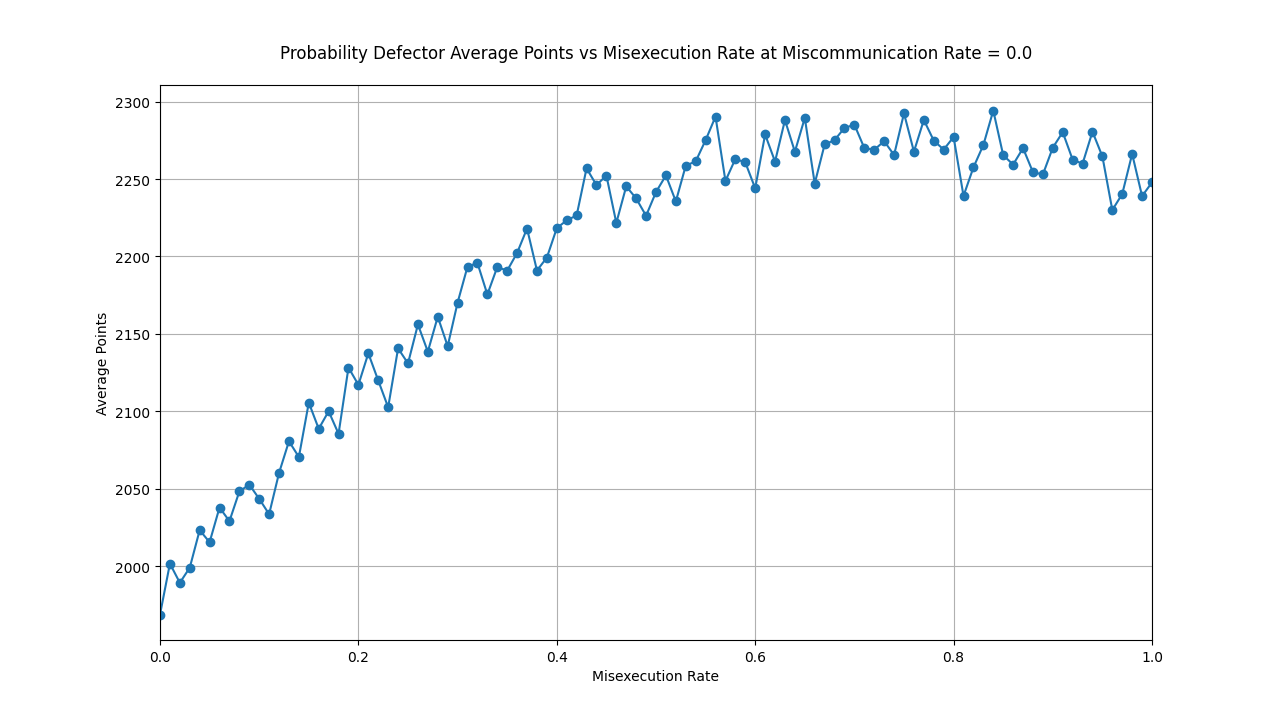 Probability Defector Average Points vs Misexecution Rate at Miscommunication Rate = 0.0
2300
2250
2200
2150
2100
2050
2000
Average Points
0.0 0.2 0.4 0.6 0.8 1.0
Misexecution Rate